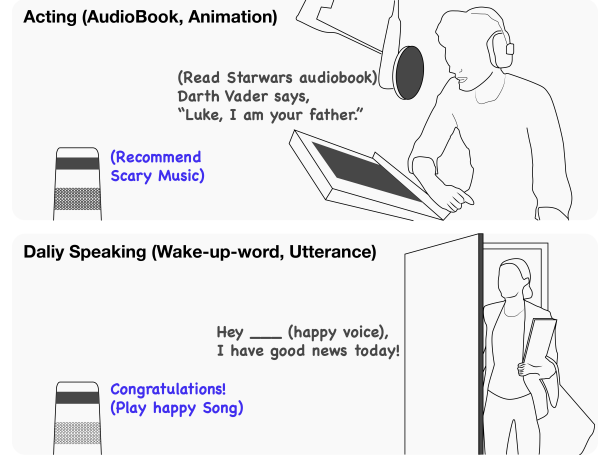 Acting (AudioBook, Animation)
(Read Starwars audiobook)
Darth Vader says,
“Luke, I am your father.”
(Recommend
Scary Music)
Daliy Speaking (Wake-up-word, Utterance)
Hey ____ (happy voice),
I have good news today!
Congratulations!
(Play happy Song)